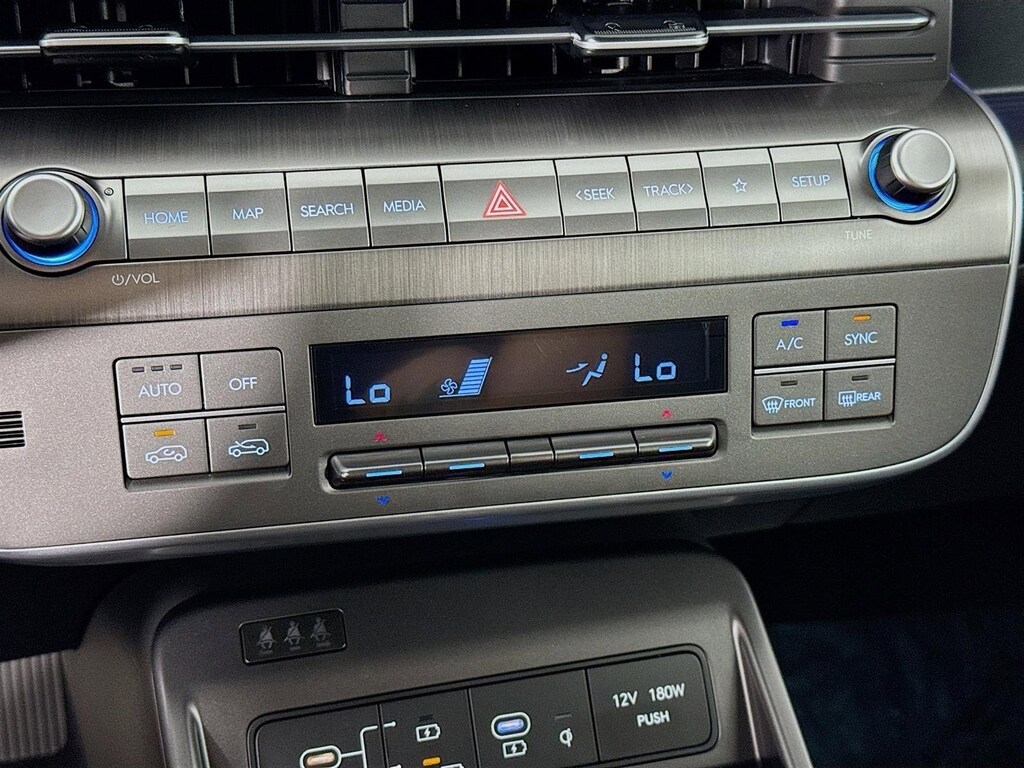 HOME MAP SEARCH MEDIA <SEEK TRACK> SETUP
/VOL
TUNE
AUTO OFF
Lo Lo
A/C SYNC
FRONT REAR
12V 180W
PUSH